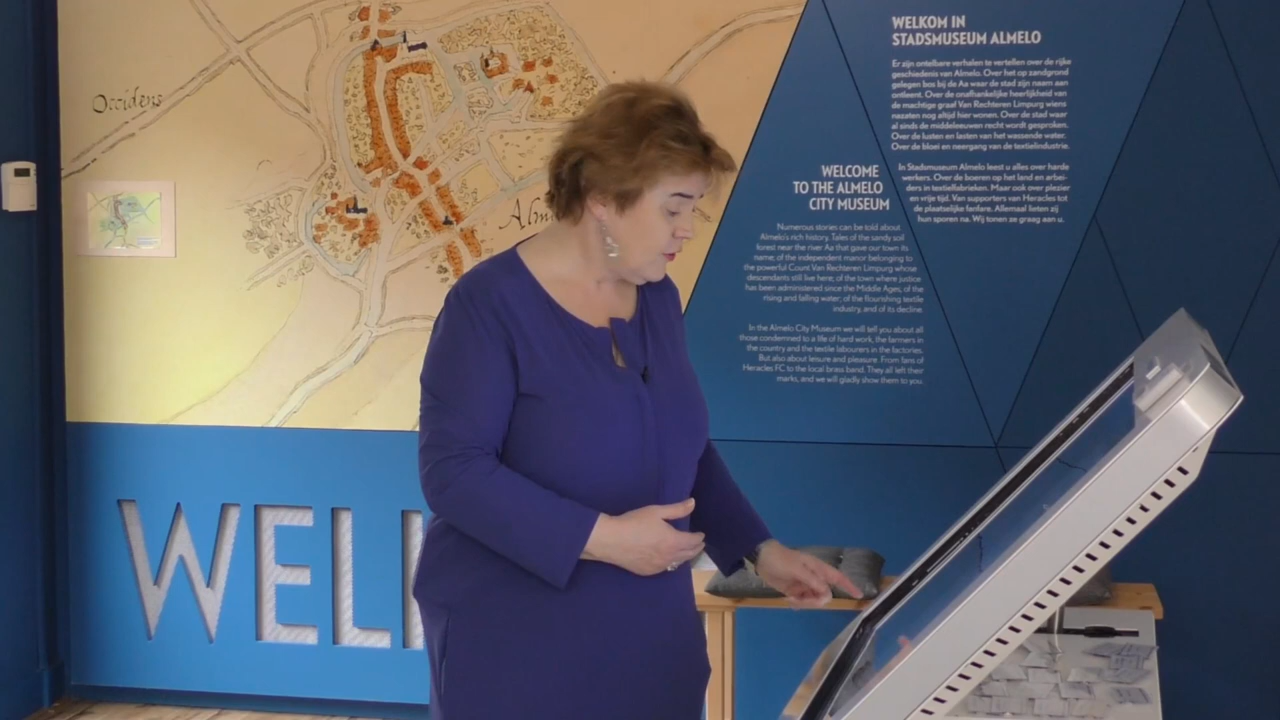 Occidens
WELKOM IN
STADSMUSEUM ALMELO
Er zijn ontelbare verhalen te vertellen over de rijke
geschiedenis van Almelo. Over het op zandgrond
gelegen bos bij de Aa waar de stad zijn naam aan
ontleent. Over de onafhankelijke heerlijkheid van
de machtige graaf Van Rechteren Limpurg wiens
nazaten nog altijd hier wonen. Over de stad waar
al sinds de middeleeuwen recht wordt gesproken.
Over de lusten en lasten van het wassende water.
Over de bloei en neergang van de textielindustrie.
In Stadsmuseum Almelo leest u alles over harde
werkers. Over de boeren op het land en arbei-
ders in textielfabrieken. Maar ook over plezier
en vrije tijd. Van supporters van Heracles tot
de plaatselijke fanfare. Allemaal lieten zij
hun sporen na. Wij tonen ze graag aan u.
WELCOME
TO THE ALMELO
CITY MUSEUM
Numerous stories can be told about
Almelo's rich history. Tales of the sandy soil
forest near the river Aa that gave our town its
name; of the independent manor belonging to
the powerful Count Van Rechteren Limpurg whose
descendants still live here; of the town where justice
has been administered since the Middle Ages, of the
rising and falling water; of the flourishing textile
industry, and of its decline.
In the Almelo City Museum we will tell you about all
those condemned to a life of hard work, the farmers in
the country and the textile labourers in the factories.
But also about leisure and pleasure. From fans of
Heracles FC to the local brass band. They all left their
marks, and we will gladly show them to you.
Alm
WEL